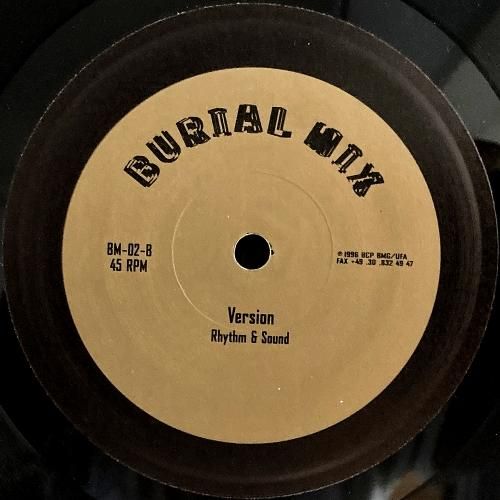 BURIAL MIX
BM-02-B
45 RPM
℗ 1996 BCP BMG/UFA
FAX +49 .30 .832 49 47
Version
Rhythm & Sound